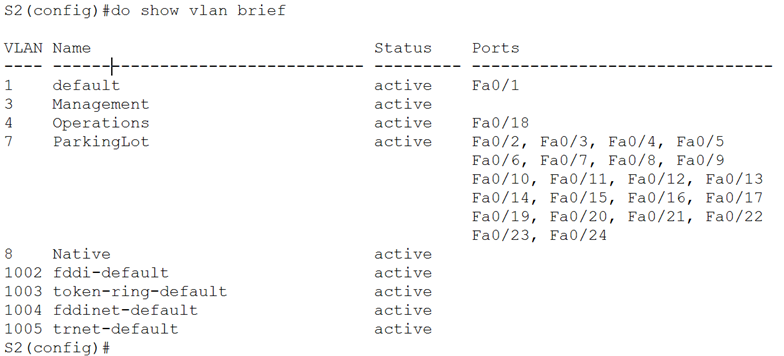 S2(config)#do show vlan brief

VLAN Name                             Status    Ports
---- -------------------------------- --------- -------------------------------
1    default                          active    Fa0/1
3    Management                       active
4    Operations                       active    Fa0/18
7    ParkingLot                       active    Fa0/2, Fa0/3, Fa0/4, Fa0/5
                                                Fa0/6, Fa0/7, Fa0/8, Fa0/9
                                                Fa0/10, Fa0/11, Fa0/12, Fa0/13
                                                Fa0/14, Fa0/15, Fa0/16, Fa0/17
                                                Fa0/19, Fa0/20, Fa0/21, Fa0/22
                                                Fa0/23, Fa0/24
8    Native                           active
1002 fddi-default                     active
1003 token-ring-default               active
1004 fddinet-default                  active
1005 trnet-default                    active
S2(config)#